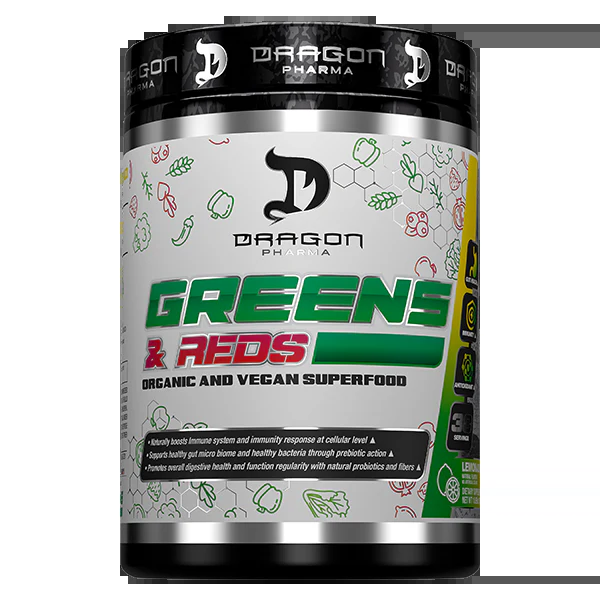 DRAGON
PHARMA
DRAGON
PHARMA
GREENS
& REDS
ORGANIC AND VEGAN SUPERFOOD
• Naturally boosts Immune system and immunity response at cellular level ▲
• Supports healthy gut micro biome and healthy bacteria through prebiotic action ▲
• Promotes overall digestive health and function regularity with natural probiotics and fibers ▲